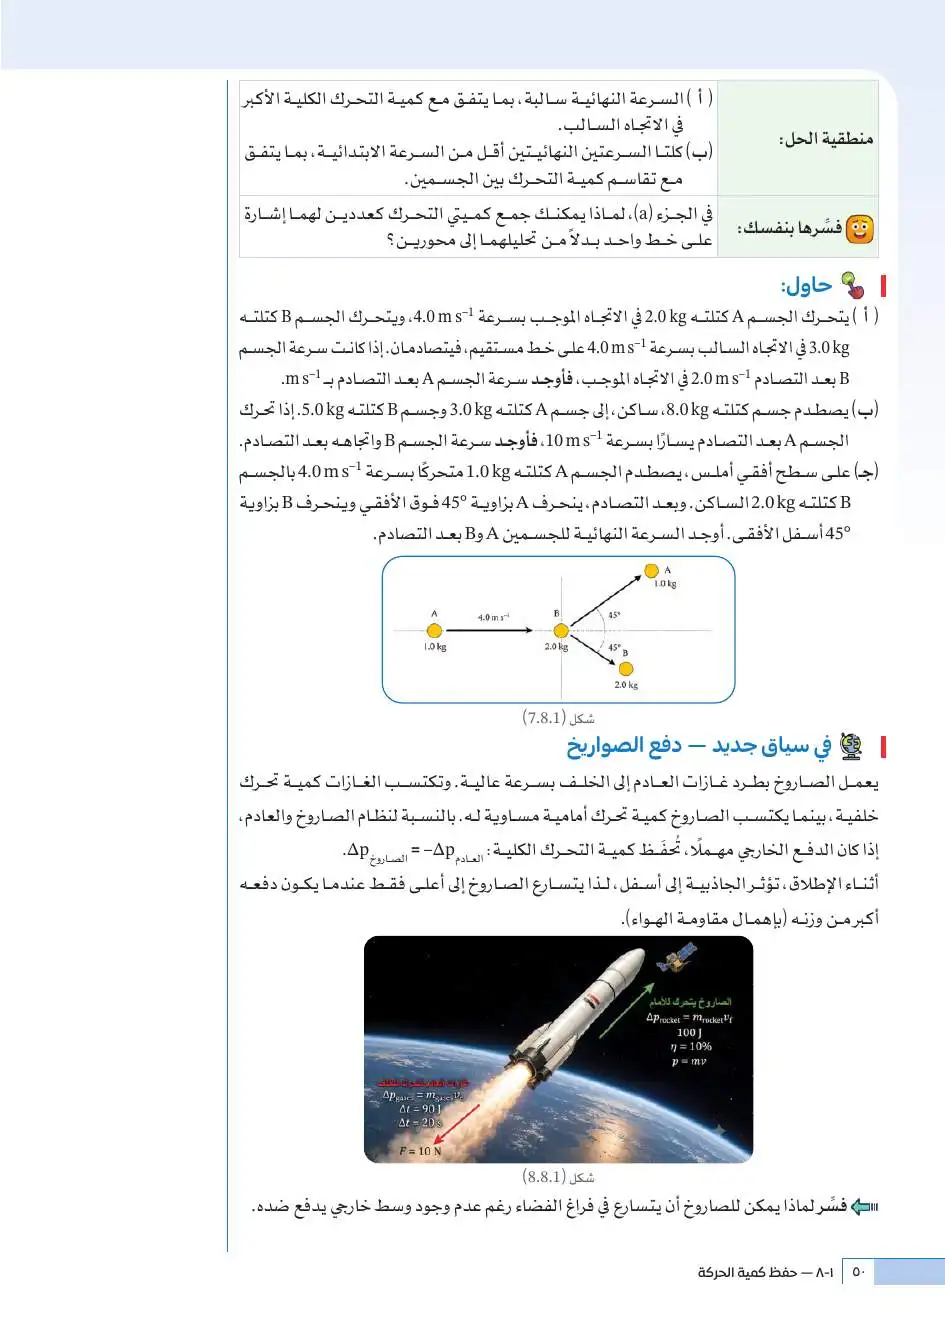 منطقية الحل:
( أ ) السرعة النهائية سالبة، بما يتفق مع كمية التحرك الكلية الأكبر
في الاتجاه السالب.
(ب) كلتا السرعتين النهائيتين أقل من السرعة الابتدائية، بما يتفق
مع تقاسم كمية التحرك بين الجسمين.
فسِّرها بنفسك:
في الجزء (a)، لماذا يمكنك جمع كميتي التحرك كعددين لهما إشارة
على خط واحد بدلاً من تحليلهما إلى محورين؟
حاول:
( أ ) يتحرك الجسم A كتلته 2.0 kg في الاتجاه الموجب بسرعة 4.0 m s⁻¹، ويتحرك الجسم B كتلته
3.0 kg في الاتجاه السالب بسرعة 4.0 m s⁻¹ على خط مستقيم، فيتصادمان. إذا كانت سرعة الجسم
B بعد التصادم 2.0 m s⁻¹ في الاتجاه الموجب، فأوجد سرعة الجسم A بعد التصادم بـ m s⁻¹.
(ب) يصطدم جسم كتلته 8.0 kg، ساكن، إلى جسم A كتلته 3.0 kg وجسم B كتلته 5.0 kg. إذا تحرك
الجسم A بعد التصادم يسارًا بسرعة 10 m s⁻¹، فأوجد سرعة الجسم B واتجاهه بعد التصادم.
(جـ) على سطح أفقي أملس، يصطدم الجسم A كتلته 1.0 kg متحركًا بسرعة 4.0 m s⁻¹ بالجسم
B كتلته 2.0 kg الساكن. وبعد التصادم، ينحرف A بزاوية 45° فوق الأفقي وينحرف B بزاوية
45° أسفل الأفقي. أوجد السرعة النهائية للجسمين A وB بعد التصادم.
A
1.0 kg
4.0 m s⁻¹
B
2.0 kg
45°
45°
A
1.0 kg
B
2.0 kg
شكل (7.8.1)
في سياق جديد — دفع الصواريخ
يعمل الصاروخ بطرد غازات العادم إلى الخلف بسرعة عالية. وتكتسب الغازات كمية تحرك
خلفية، بينما يكتسب الصاروخ كمية تحرك أمامية مساوية له. بالنسبة لنظام الصاروخ والعادم،
إذا كان الدفع الخارجي مهملًا، تُحفَظ كمية التحرك الكلية: Δp الصاروخ = −Δp العادم.
أثناء الإطلاق، تؤثر الجاذبية إلى أسفل، لذا يتسارع الصاروخ إلى أعلى فقط عندما يكون دفعه
أكبر من وزنه (بإهمال مقاومة الهواء).
الصاروخ يتحرك للأمام
Δp rocket = m rocket v f
100 J
η = 10%
p = mv
Δp gases = m gases v
Δt = 90 J
Δt = 20 s
F = 10 N
شكل (8.8.1)
فسِّر لماذا يمكن للصاروخ أن يتسارع في فراغ الفضاء رغم عدم وجود وسط خارجي يدفع ضده.
٥٠
٨-١ — حفظ كمية الحركة